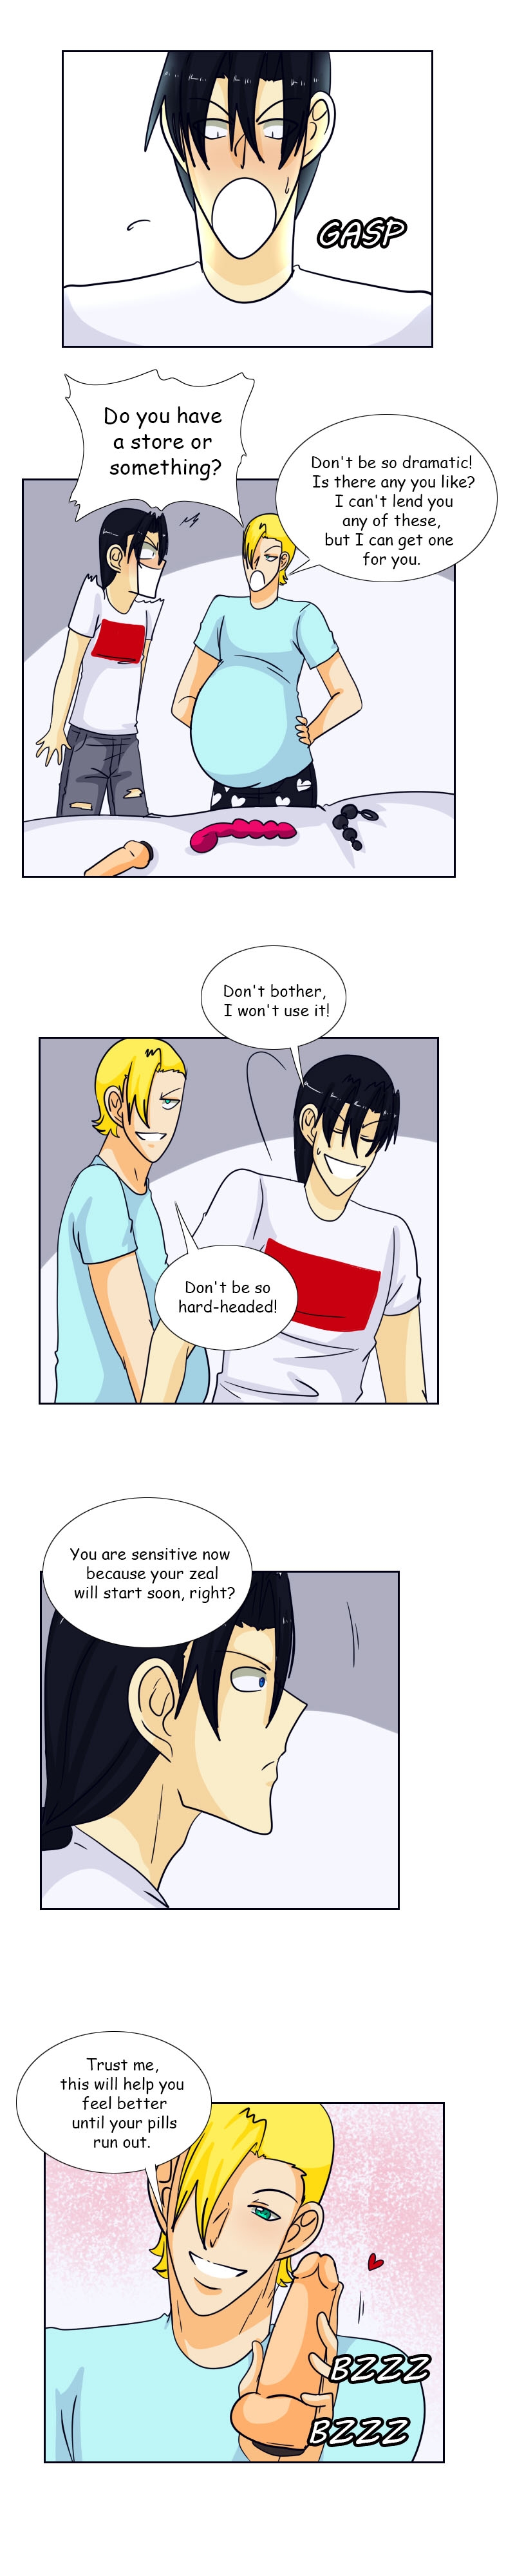 GASP
Do you have
a store or
something?
Don't be so dramatic!
Is there any you like?
I can't lend you
any of these,
but I can get one
for you.
Don't bother,
I won't use it!
Don't be so
hard-headed!
You are sensitive now
because your zeal
will start soon, right?
Trust me,
this will help you
feel better
until your pills
run out.
BZZZ
BZZZ